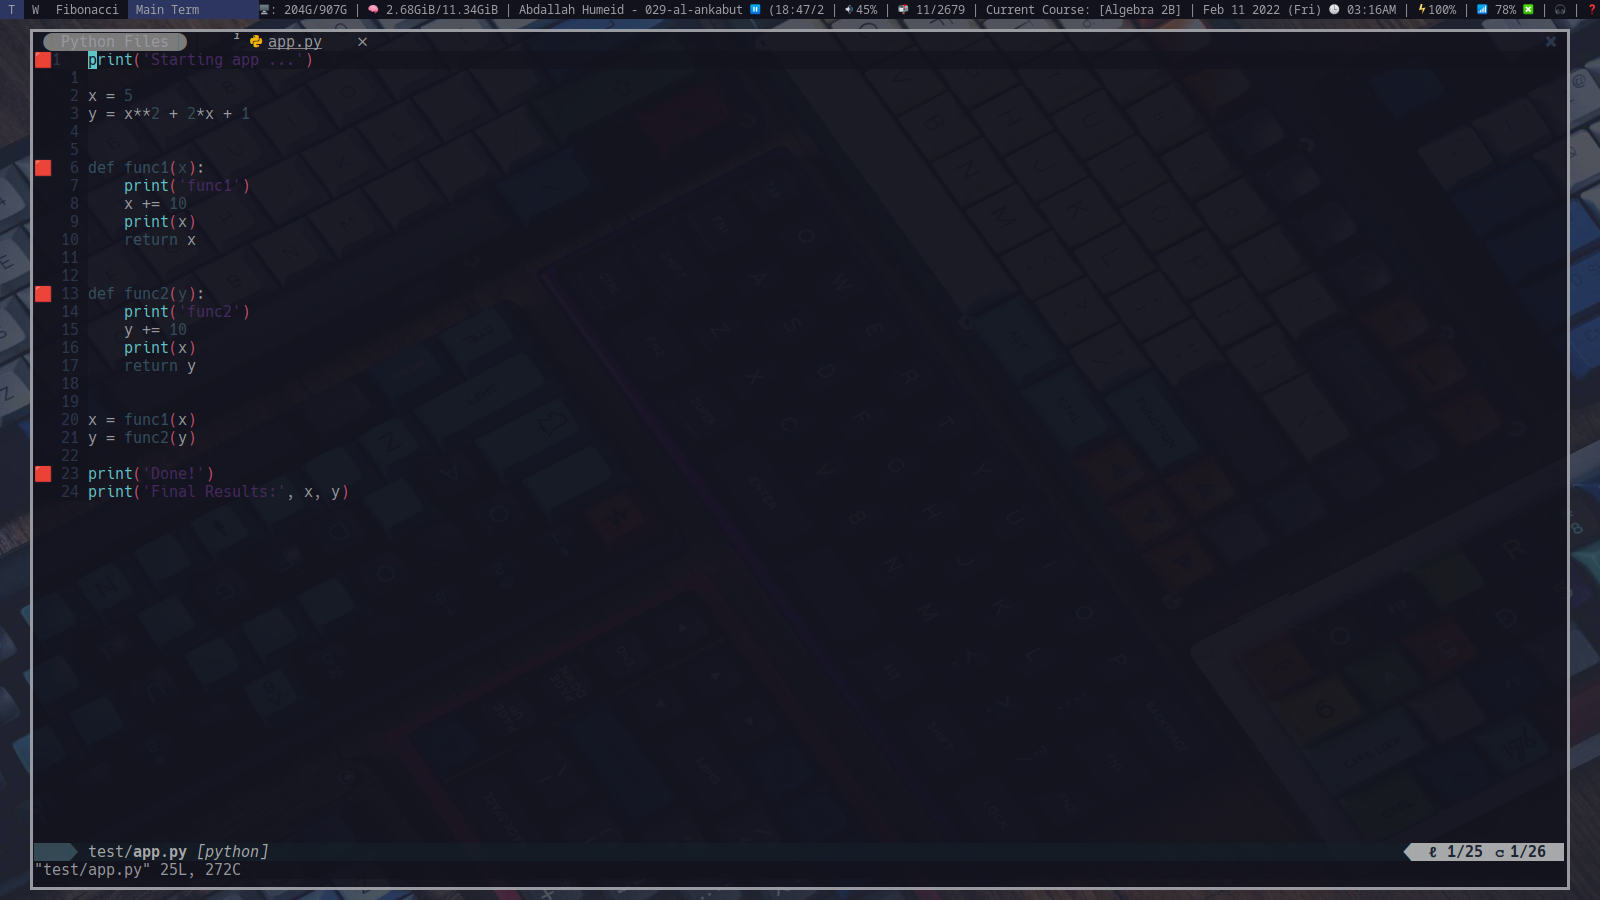 T W Fibonacci Main Term : 204G/907G | 2.68GiB/11.34GiB | Abdallah Humeid - 029-al-ankabut (18:47/2 | 45% | 11/2679 | Current Course: [Algebra 2B] | Feb 11 2022 (Fri) 03:16AM | 100% | 78% | |
Python Files 1 app.py ×
1 print('Starting app ...')
1
2 x = 5
3 y = x**2 + 2*x + 1
4
5
6 def func1(x):
7 print('func1')
8 x += 10
9 print(x)
10 return x
11
12
13 def func2(y):
14 print('func2')
15 y += 10
16 print(x)
17 return y
18
19
20 x = func1(x)
21 y = func2(y)
22
23 print('Done!')
24 print('Final Results:', x, y)
test/app.py [python] ℓ 1/25 1/26
"test/app.py" 25L, 272C